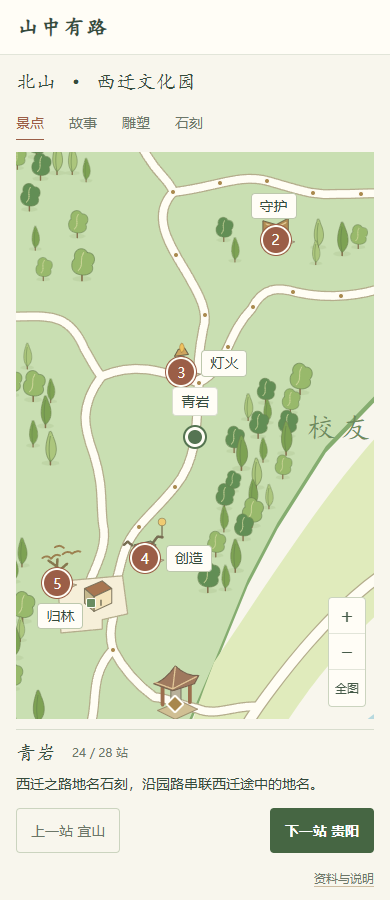 山中有路
北山 • 西迁文化园
景点 故事 雕塑 石刻
守护
2
3
灯火
青岩
校友
4
创造
5
归林
+
−
全图
青岩 24 / 28 站
西迁之路地名石刻，沿园路串联西迁途中的地名。
上一站 宜山
下一站 贵阳
资料与说明